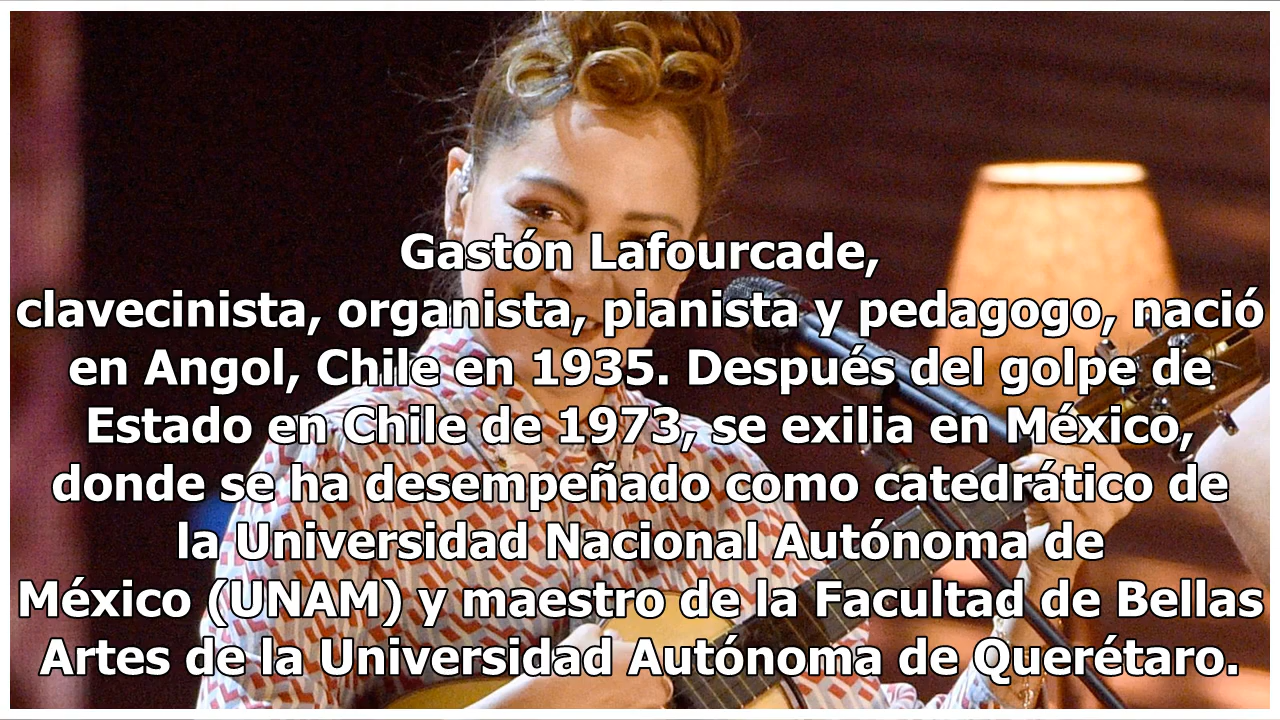 Gastón Lafourcade,
clavecinista, organista, pianista y pedagogo, nació
en Angol, Chile en 1935. Después del golpe de
Estado en Chile de 1973, se exilia en México,
donde se ha desempeñado como catedrático de
la Universidad Nacional Autónoma de
México (UNAM) y maestro de la Facultad de Bellas
Artes de la Universidad Autónoma de Querétaro.